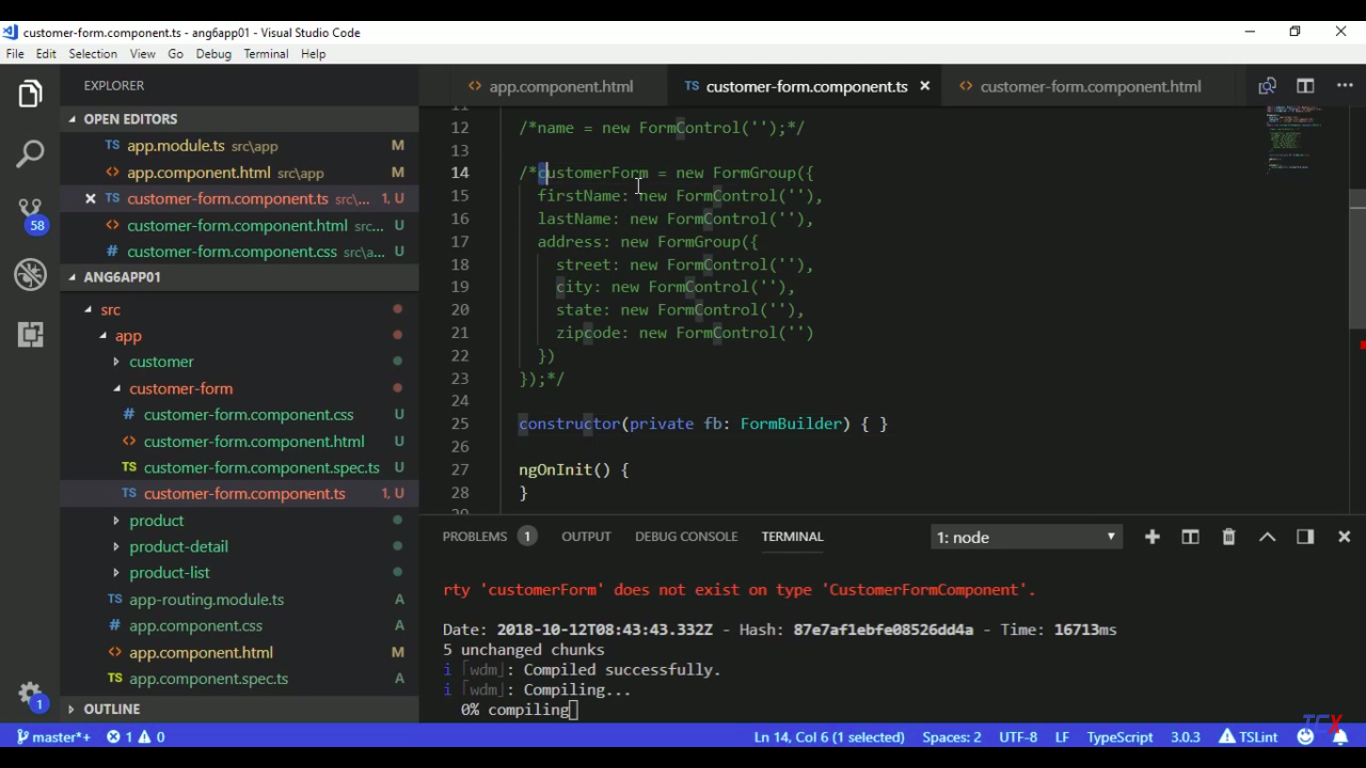 customer-form.component.ts - ang6app01 - Visual Studio Code
File Edit Selection View Go Debug Terminal Help
EXPLORER
OPEN EDITORS
TS app.module.ts src\app M
<> app.component.html src\app M
× TS customer-form.component.ts src\... 1, U
<> customer-form.component.html src... U
# customer-form.component.css src\a... U
ANG6APP01
src
app
customer
customer-form
# customer-form.component.css U
<> customer-form.component.html U
TS customer-form.component.spec.ts U
TS customer-form.component.ts 1, U
product
product-detail
product-list
TS app-routing.module.ts A
# app.component.css A
<> app.component.html M
TS app.component.spec.ts A
OUTLINE
58
1
<> app.component.html TS customer-form.component.ts × <> customer-form.component.html ...
11
12 /*name = new FormControl('');*/
13
14 /*customerForm = new FormGroup({
15 firstName: new FormControl(''),
16 lastName: new FormControl(''),
17 address: new FormGroup({
18 street: new FormControl(''),
19 city: new FormControl(''),
20 state: new FormControl(''),
21 zipcode: new FormControl('')
22 })
23 });*/
24
25 constructor(private fb: FormBuilder) { }
26
27 ngOnInit() {
28 }
29
PROBLEMS 1 OUTPUT DEBUG CONSOLE TERMINAL 1: node
rty 'customerForm' does not exist on type 'CustomerFormComponent'.
Date: 2018-10-12T08:43:43.332Z - Hash: 87e7af1ebfe08526dd4a - Time: 16713ms
5 unchanged chunks
i ｢wdm｣: Compiled successfully.
i ｢wdm｣: Compiling...
0% compiling
master*+ 1 0 Ln 14, Col 6 (1 selected) Spaces: 2 UTF-8 LF TypeScript 3.0.3 TSLint